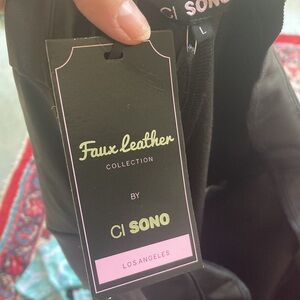 CI SONO
L
Faux Leather
COLLECTION
BY
CI SONO
LOS ANGELES